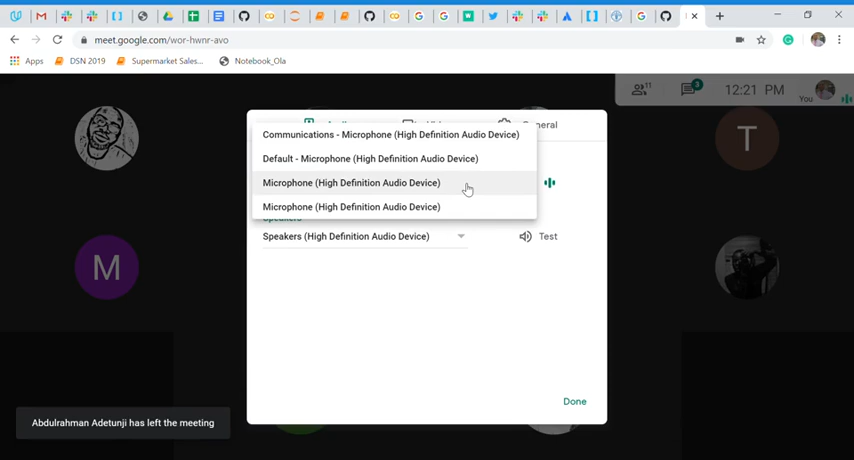 meet.google.com/wor-hwnr-avo
Apps DSN 2019 Supermarket Sales... Notebook_Ola
11 3 12:21 PM You
General
Communications - Microphone (High Definition Audio Device)
Default - Microphone (High Definition Audio Device)
Microphone (High Definition Audio Device)
Microphone (High Definition Audio Device)
Speakers
Speakers (High Definition Audio Device) Test
Done
T
M
Abdulrahman Adetunji has left the meeting